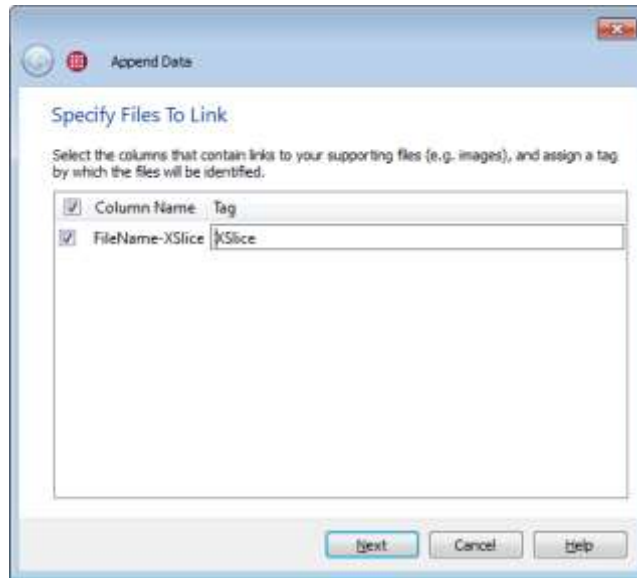 Append Data
Specify Files To Link
Select the columns that contain links to your supporting files (e.g. images), and assign a tag
by which the files will be identified.
Column Name Tag
FileName-XSlice XSlice
Next Cancel Help